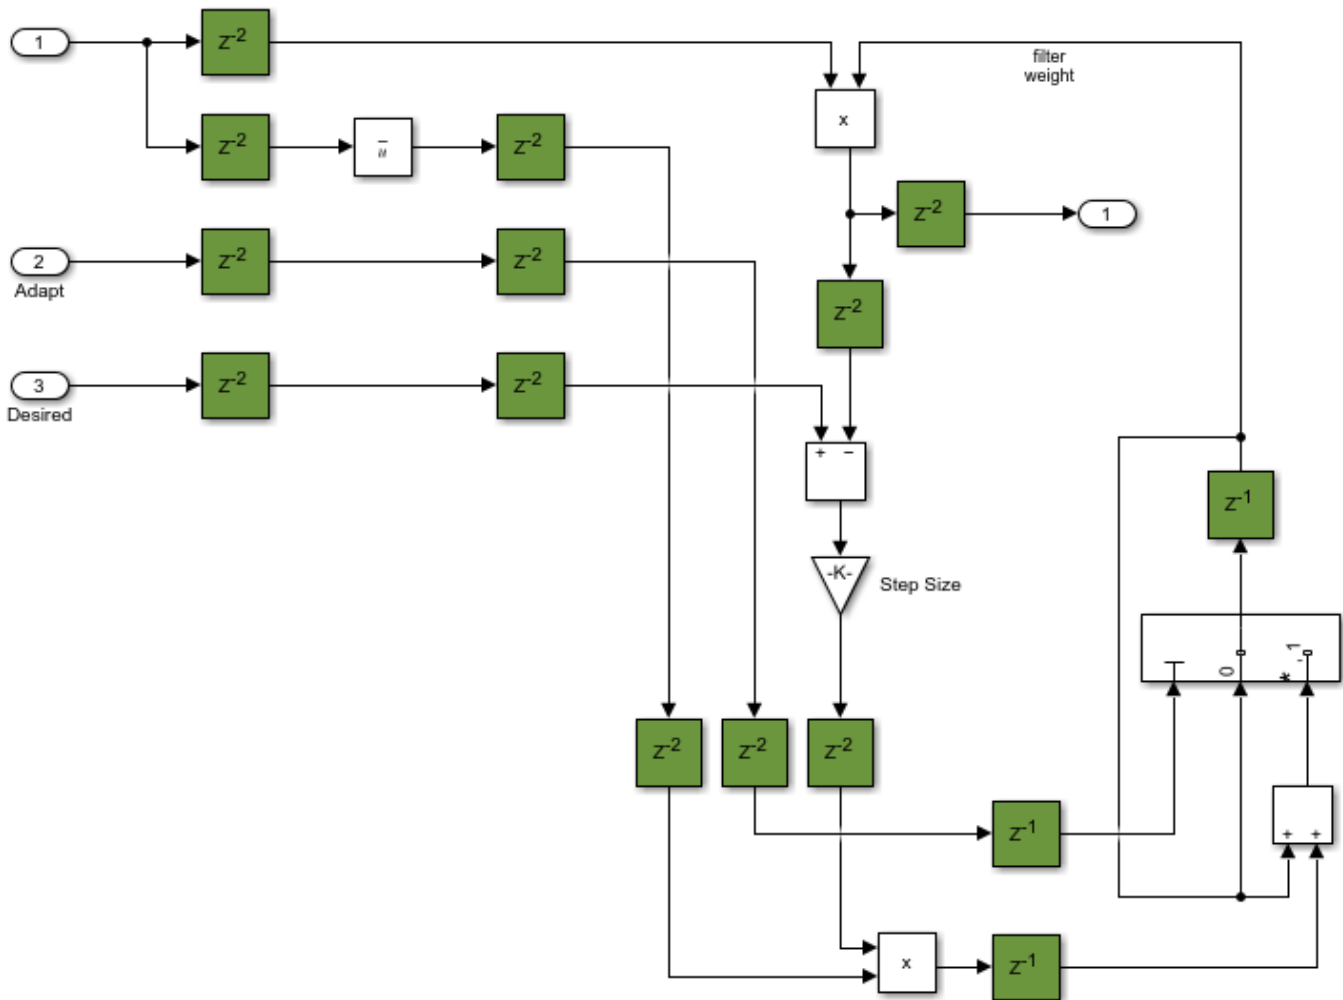 1
Z-2
filter
weight
x
Z-2
Z-2
Z-2
1
2
Z-2
Z-2
Adapt
Z-2
3
Z-2
Z-2
Desired
+ −
Z-1
-K-
Step Size
0
*, 1
Z-2
Z-2
Z-2
Z-1
+ +
x
Z-1